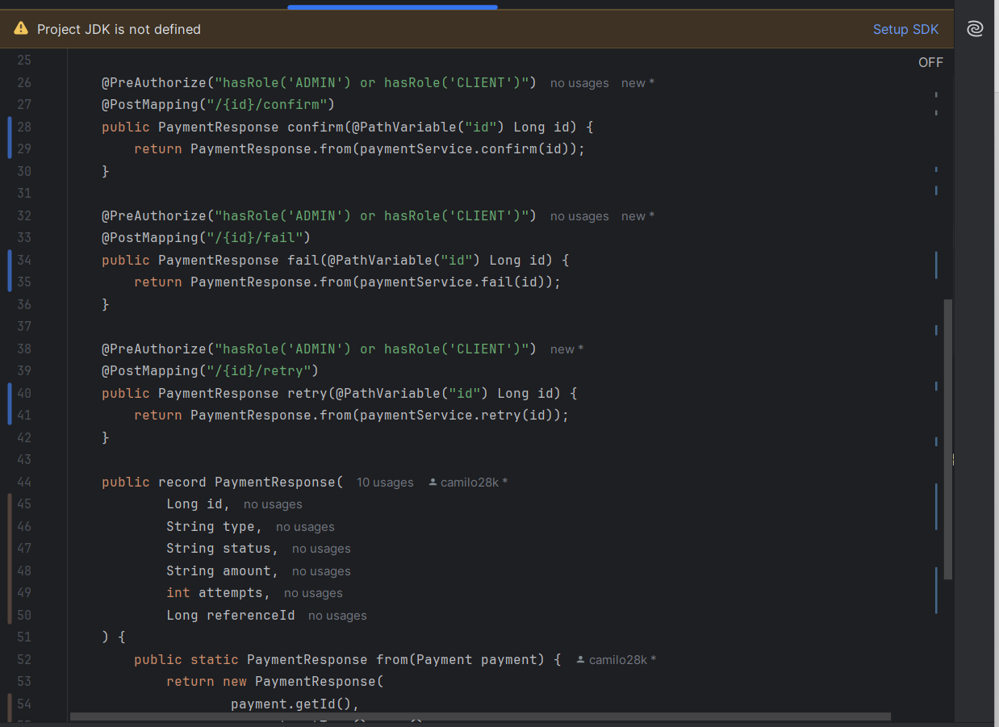 Project JDK is not defined Setup SDK
25 OFF
26 @PreAuthorize("hasRole('ADMIN') or hasRole('CLIENT')") no usages new *
27 @PostMapping("/{id}/confirm")
28 public PaymentResponse confirm(@PathVariable("id") Long id) {
29 return PaymentResponse.from(paymentService.confirm(id));
30 }
31
32 @PreAuthorize("hasRole('ADMIN') or hasRole('CLIENT')") no usages new *
33 @PostMapping("/{id}/fail")
34 public PaymentResponse fail(@PathVariable("id") Long id) {
35 return PaymentResponse.from(paymentService.fail(id));
36 }
37
38 @PreAuthorize("hasRole('ADMIN') or hasRole('CLIENT')") new *
39 @PostMapping("/{id}/retry")
40 public PaymentResponse retry(@PathVariable("id") Long id) {
41 return PaymentResponse.from(paymentService.retry(id));
42 }
43
44 public record PaymentResponse( 10 usages camilo28k *
45 Long id, no usages
46 String type, no usages
47 String status, no usages
48 String amount, no usages
49 int attempts, no usages
50 Long referenceId no usages
51 ) {
52 public static PaymentResponse from(Payment payment) { camilo28k *
53 return new PaymentResponse(
54 payment.getId(),